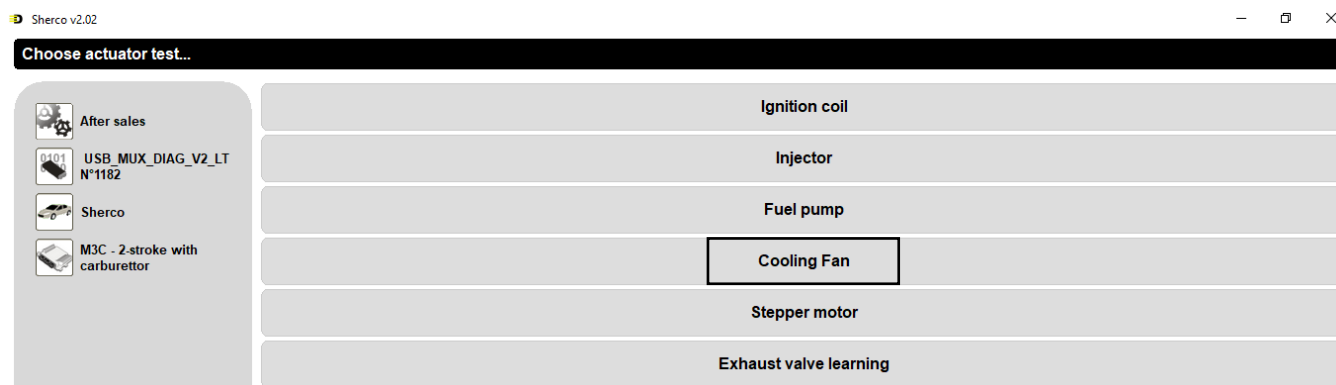 Sherco v2.02
Choose actuator test...
After sales
USB_MUX_DIAG_V2_LT
N°1182
Sherco
M3C - 2-stroke with
carburettor
Ignition coil
Injector
Fuel pump
Cooling Fan
Stepper motor
Exhaust valve learning